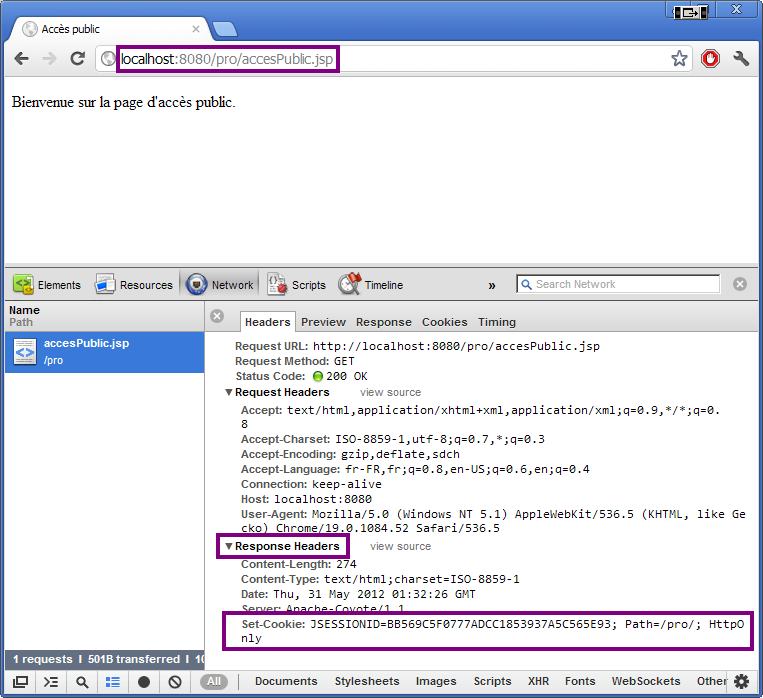 Accès public
localhost:8080/pro/accesPublic.jsp
Bienvenue sur la page d'accès public.
Elements Resources Network Scripts Timeline » Search Network
Name
Path
accesPublic.jsp
/pro
Headers Preview Response Cookies Timing
Request URL: http://localhost:8080/pro/accesPublic.jsp
Request Method: GET
Status Code: 200 OK
▼Request Headers view source
Accept: text/html,application/xhtml+xml,application/xml;q=0.9,*/*;q=0.
8
Accept-Charset: ISO-8859-1,utf-8;q=0.7,*;q=0.3
Accept-Encoding: gzip,deflate,sdch
Accept-Language: fr-FR,fr;q=0.8,en-US;q=0.6,en;q=0.4
Connection: keep-alive
Host: localhost:8080
User-Agent: Mozilla/5.0 (Windows NT 5.1) AppleWebKit/536.5 (KHTML, like Ge
cko) Chrome/19.0.1084.52 Safari/536.5
▼Response Headers view source
Content-Length: 274
Content-Type: text/html;charset=ISO-8859-1
Date: Thu, 31 May 2012 01:32:26 GMT
Server: Apache-Coyote/1.1
Set-Cookie: JSESSIONID=BB569C5F0777ADCC1853937A5C565E93; Path=/pro/; HttpO
nly
1 requests | 501B transferred | 10
All Documents Stylesheets Images Scripts XHR Fonts WebSockets Other